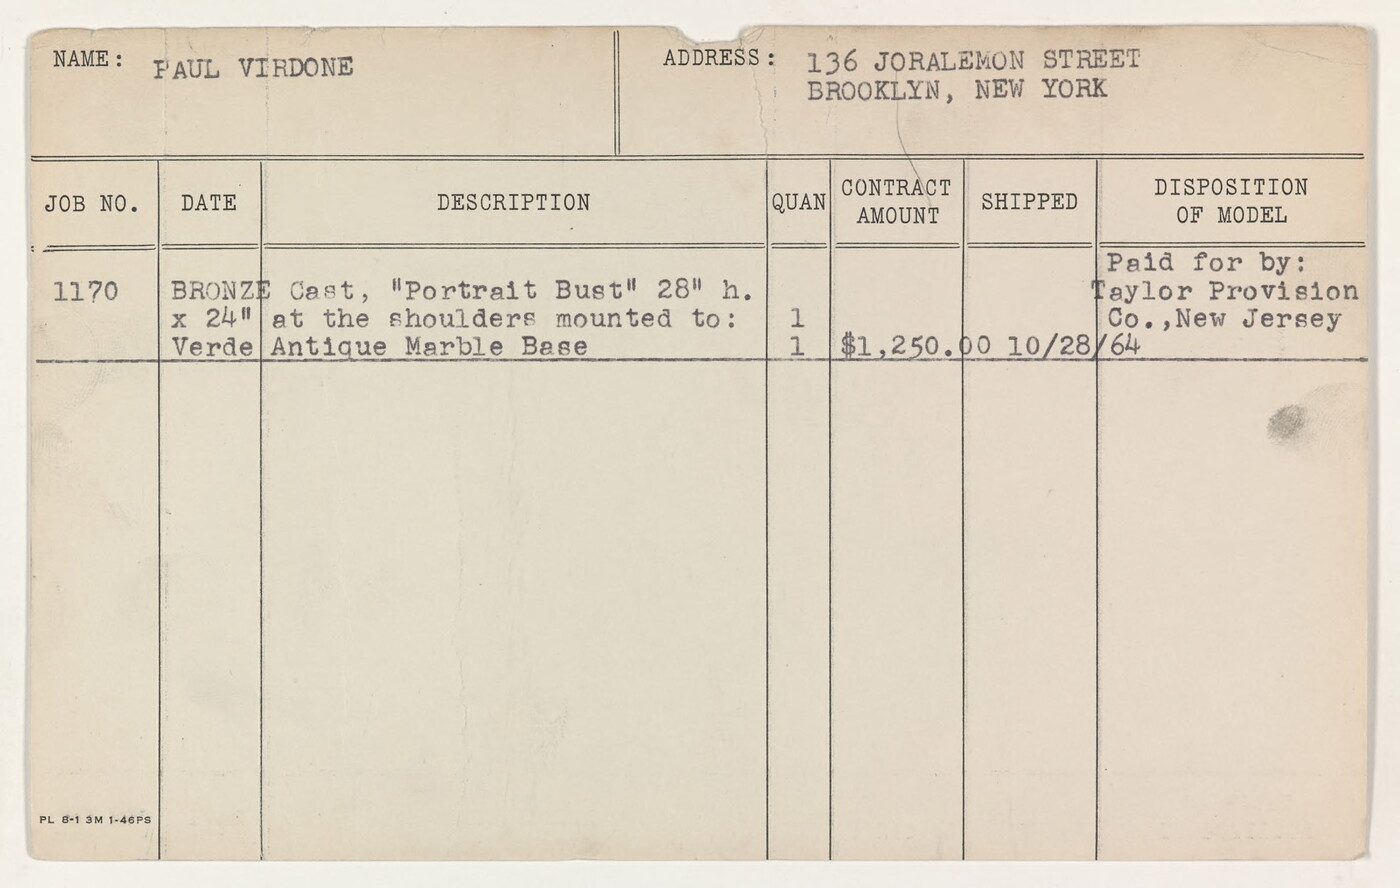 NAME: PAUL VIRDONE
ADDRESS: 136 JORALEMON STREET
BROOKLYN, NEW YORK
JOB NO. DATE DESCRIPTION QUAN CONTRACT AMOUNT SHIPPED DISPOSITION OF MODEL
Paid for by:
1170 BRONZE Cast, "Portrait Bust" 28" h. Taylor Provision
x 24" at the shoulders mounted to: 1 Co.,New Jersey
Verde Antique Marble Base 1 $1,250.00 10/28/64
PL 8-1 3M 1-46PS